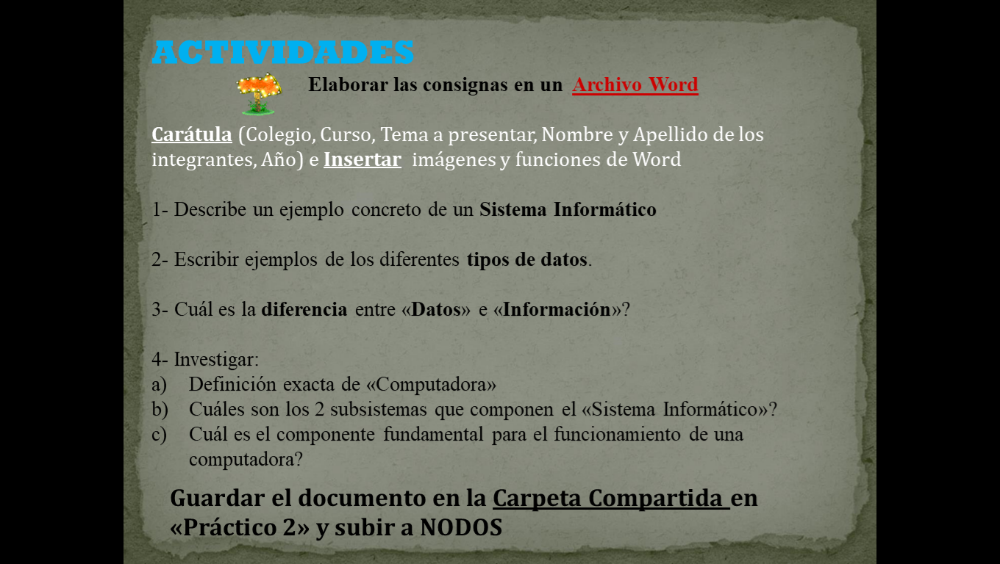 ACTIVIDADES
Elaborar las consignas en un Archivo Word
Carátula (Colegio, Curso, Tema a presentar, Nombre y Apellido de los
integrantes, Año) e Insertar imágenes y funciones de Word
1- Describe un ejemplo concreto de un Sistema Informático
2- Escribir ejemplos de los diferentes tipos de datos.
3- Cuál es la diferencia entre «Datos» e «Información»?
4- Investigar:
a) Definición exacta de «Computadora»
b) Cuáles son los 2 subsistemas que componen el «Sistema Informático»?
c) Cuál es el componente fundamental para el funcionamiento de una
computadora?
Guardar el documento en la Carpeta Compartida en
«Práctico 2» y subir a NODOS